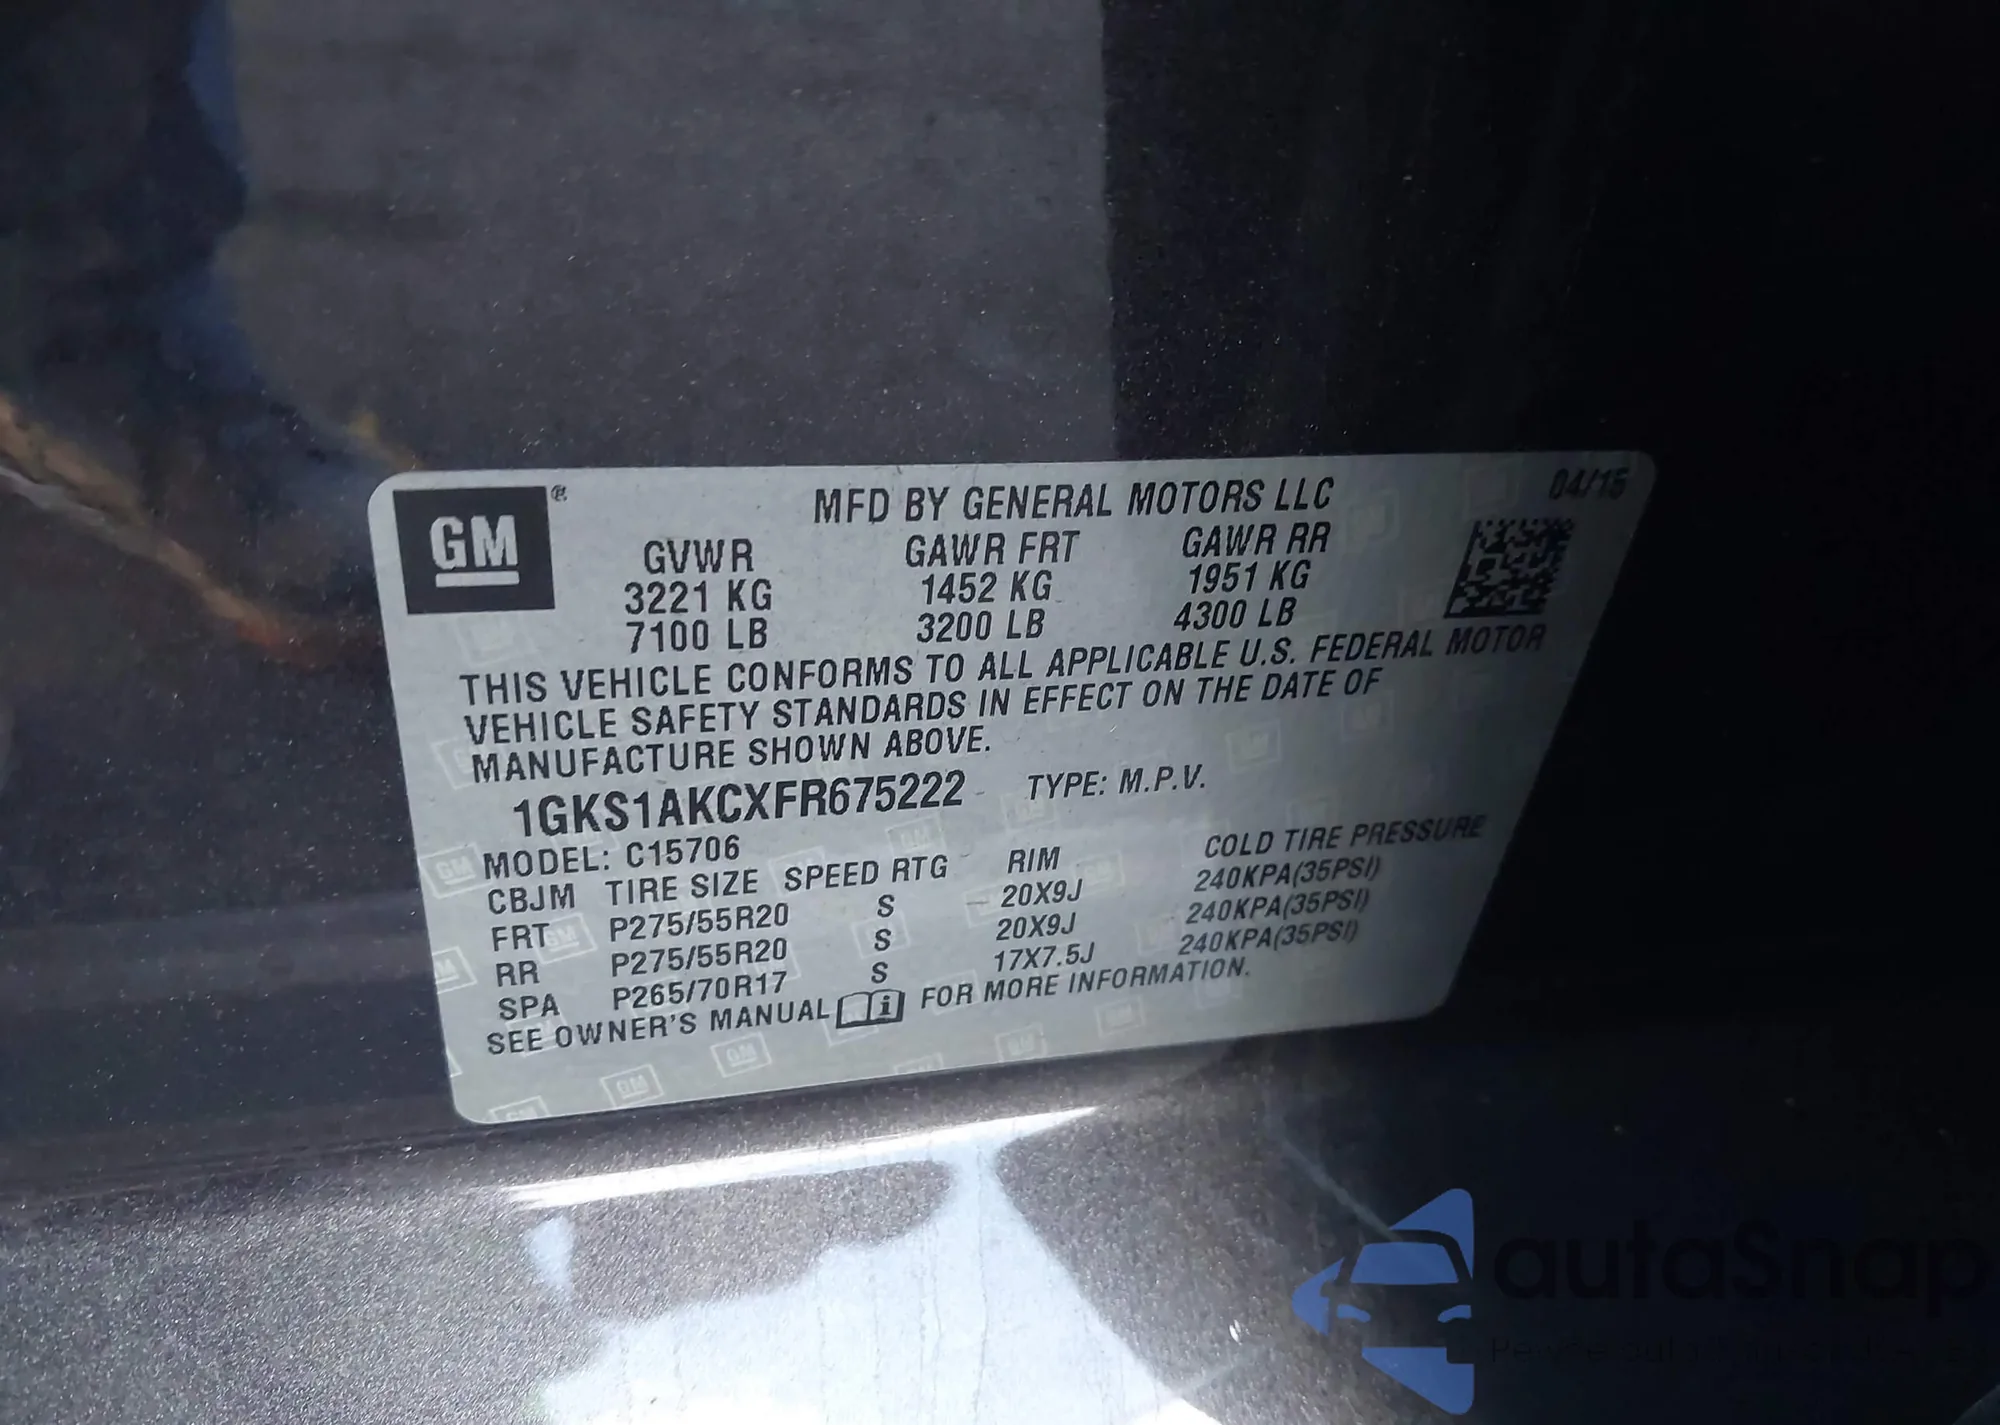 GM ®
MFD BY GENERAL MOTORS LLC 04/15
GVWR GAWR FRT GAWR RR
3221 KG 1452 KG 1951 KG
7100 LB 3200 LB 4300 LB
THIS VEHICLE CONFORMS TO ALL APPLICABLE U.S. FEDERAL MOTOR
VEHICLE SAFETY STANDARDS IN EFFECT ON THE DATE OF
MANUFACTURE SHOWN ABOVE.
1GKS1AKCXFR675222 TYPE: M.P.V.
MODEL: C15706
CBJM TIRE SIZE SPEED RTG RIM COLD TIRE PRESSURE
FRT P275/55R20 S 20X9J 240KPA(35PSI)
RR P275/55R20 S 20X9J 240KPA(35PSI)
SPA P265/70R17 S 17X7.5J 240KPA(35PSI)
SEE OWNER'S MANUAL i FOR MORE INFORMATION.
autaSnap